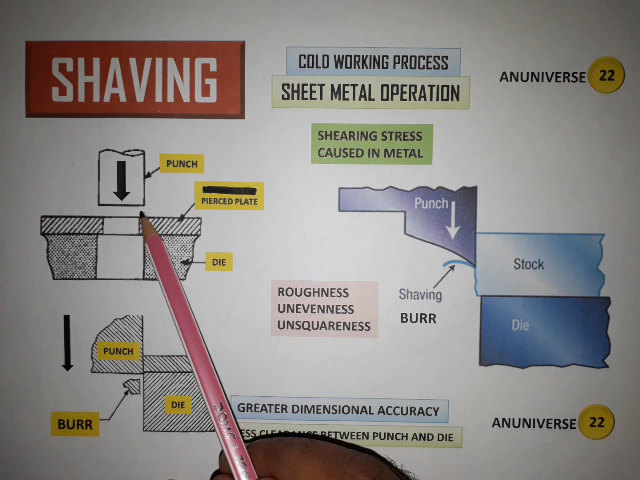 SHAVING
COLD WORKING PROCESS
SHEET METAL OPERATION
ANUNIVERSE 22
SHEARING STRESS
CAUSED IN METAL
PUNCH
PIERCED PLATE
DIE
Punch
Stock
Shaving
BURR
Die
ROUGHNESS
UNEVENNESS
UNSQUARENESS
PUNCH
DIE
BURR
GREATER DIMENSIONAL ACCURACY
CLEARANCE BETWEEN PUNCH AND DIE
ANUNIVERSE 22